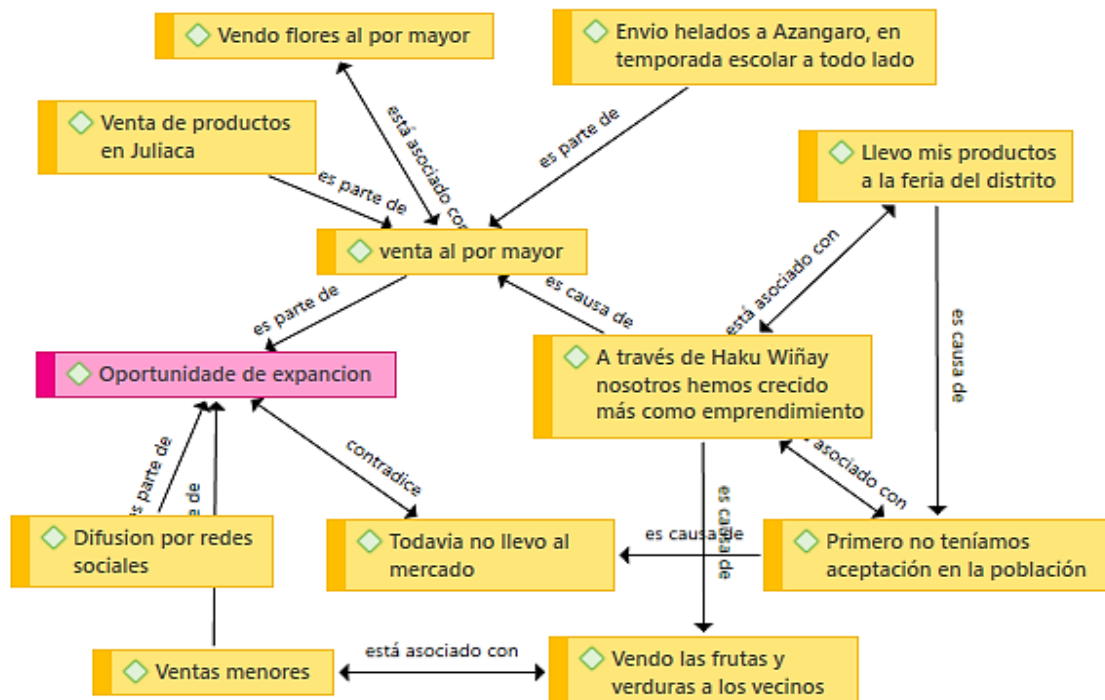 Vendo flores al por mayor
Envio helados a Azangaro, en
temporada escolar a todo lado
está asociado con
es parte de
Venta de productos
en Juliaca
es parte de
Llevo mis productos
a la feria del distrito
venta al por mayor
está asociado con
es parte de
es causa de
es causa de
Oportunidade de expancion
A través de Haku Wiñay
nosotros hemos crecido
más como emprendimiento
contradice
es parte de
de
asociado con
es causa de
Difusion por redes
sociales
Todavia no llevo al
mercado
es causa de
Primero no teníamos
aceptación en la población
Ventas menores
está asociado con
Vendo las frutas y
verduras a los vecinos